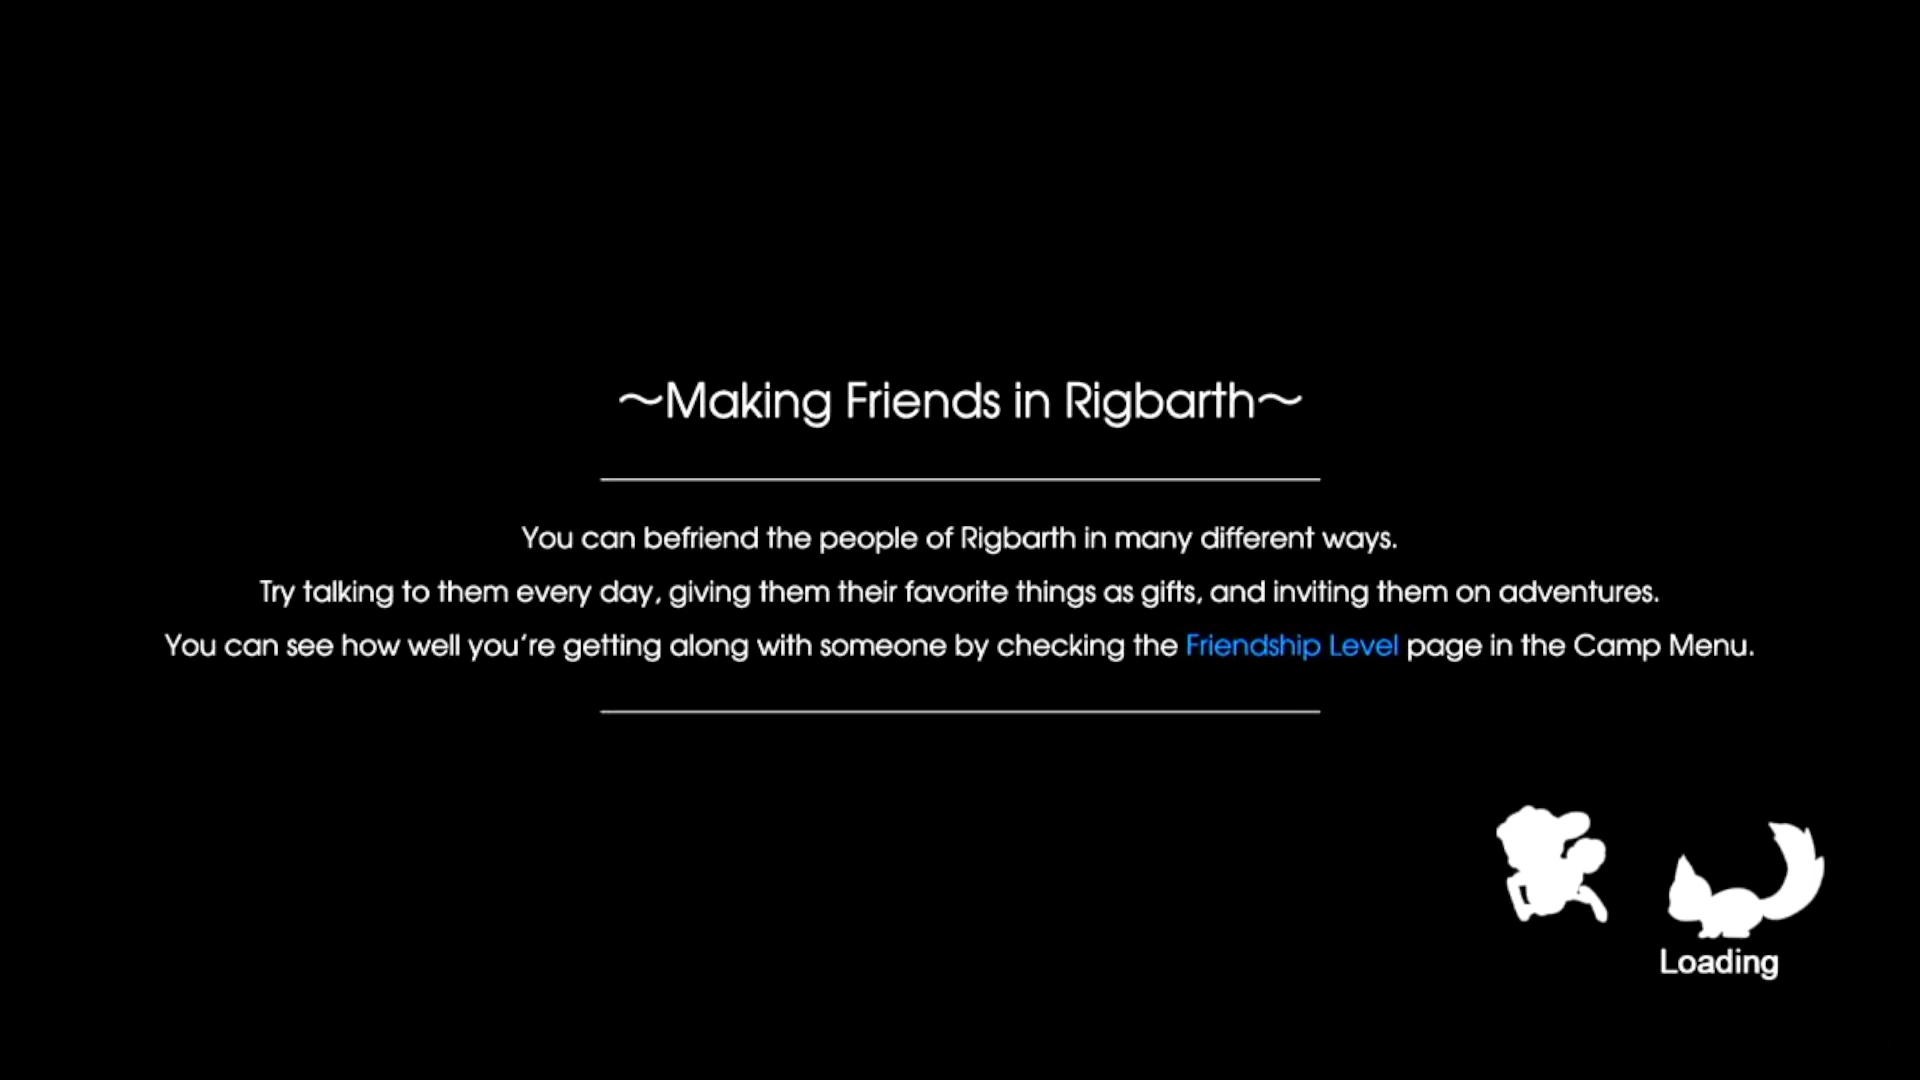 ～Making Friends in Rigbarth～
You can befriend the people of Rigbarth in many different ways.
Try talking to them every day, giving them their favorite things as gifts, and inviting them on adventures.
You can see how well you're getting along with someone by checking the Friendship Level page in the Camp Menu.
Loading